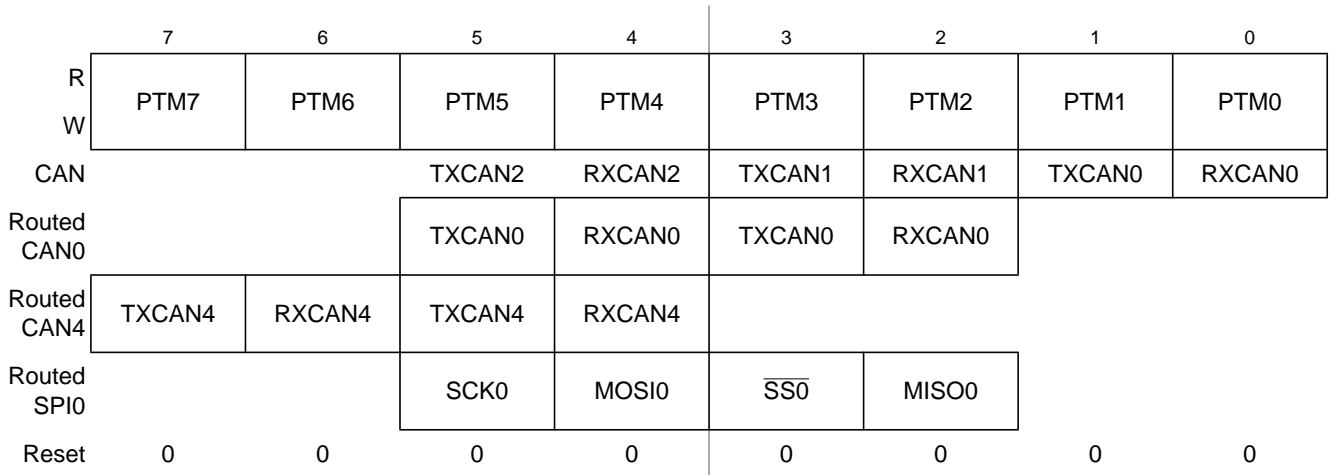 7 6 5 4 3 2 1 0
R
W
PTM7 PTM6 PTM5 PTM4 PTM3 PTM2 PTM1 PTM0
CAN TXCAN2 RXCAN2 TXCAN1 RXCAN1 TXCAN0 RXCAN0
Routed
CAN0
TXCAN0 RXCAN0 TXCAN0 RXCAN0
Routed
CAN4
TXCAN4 RXCAN4 TXCAN4 RXCAN4
Routed
SPI0
SCK0 MOSI0 S̅S̅0̅ MISO0
Reset 0 0 0 0 0 0 0 0